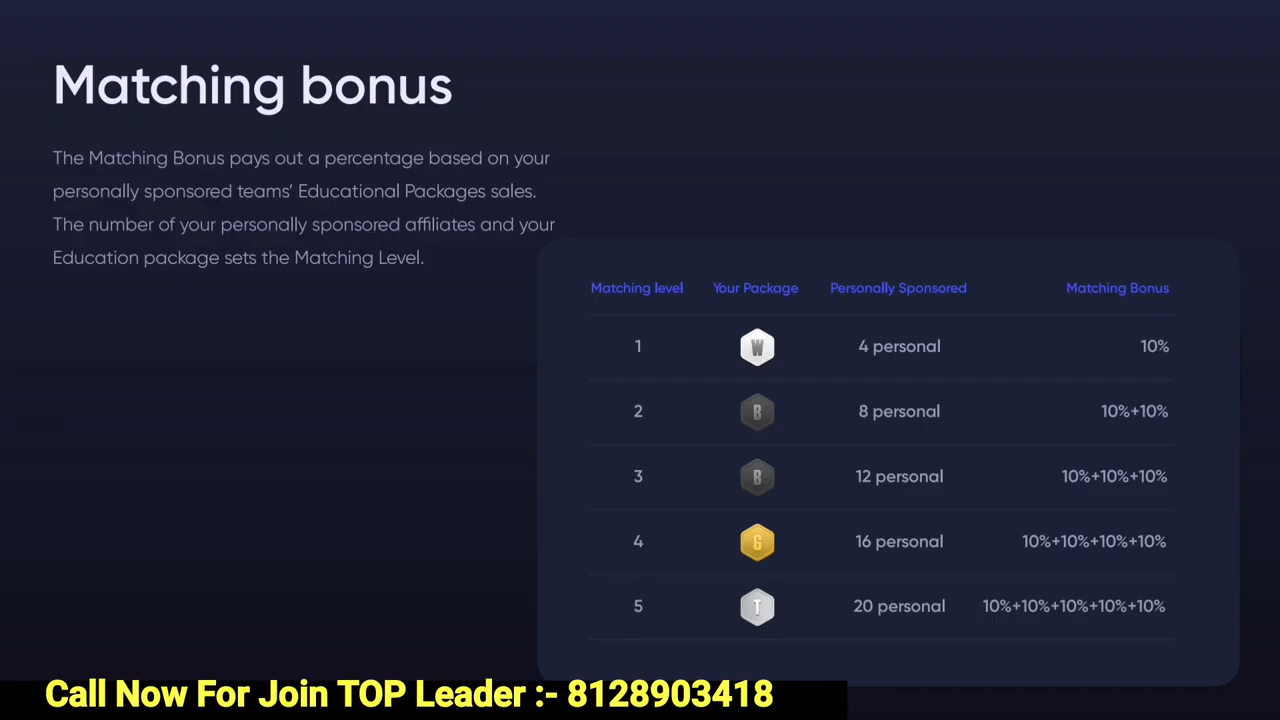 Matching bonus
The Matching Bonus pays out a percentage based on your
personally sponsored teams’ Educational Packages sales.
The number of your personally sponsored affiliates and your
Education package sets the Matching Level.
Matching level Your Package Personally Sponsored Matching Bonus
1 W 4 personal 10%
2 B 8 personal 10%+10%
3 B 12 personal 10%+10%+10%
4 G 16 personal 10%+10%+10%+10%
5 T 20 personal 10%+10%+10%+10%+10%
Call Now For Join TOP Leader :- 8128903418